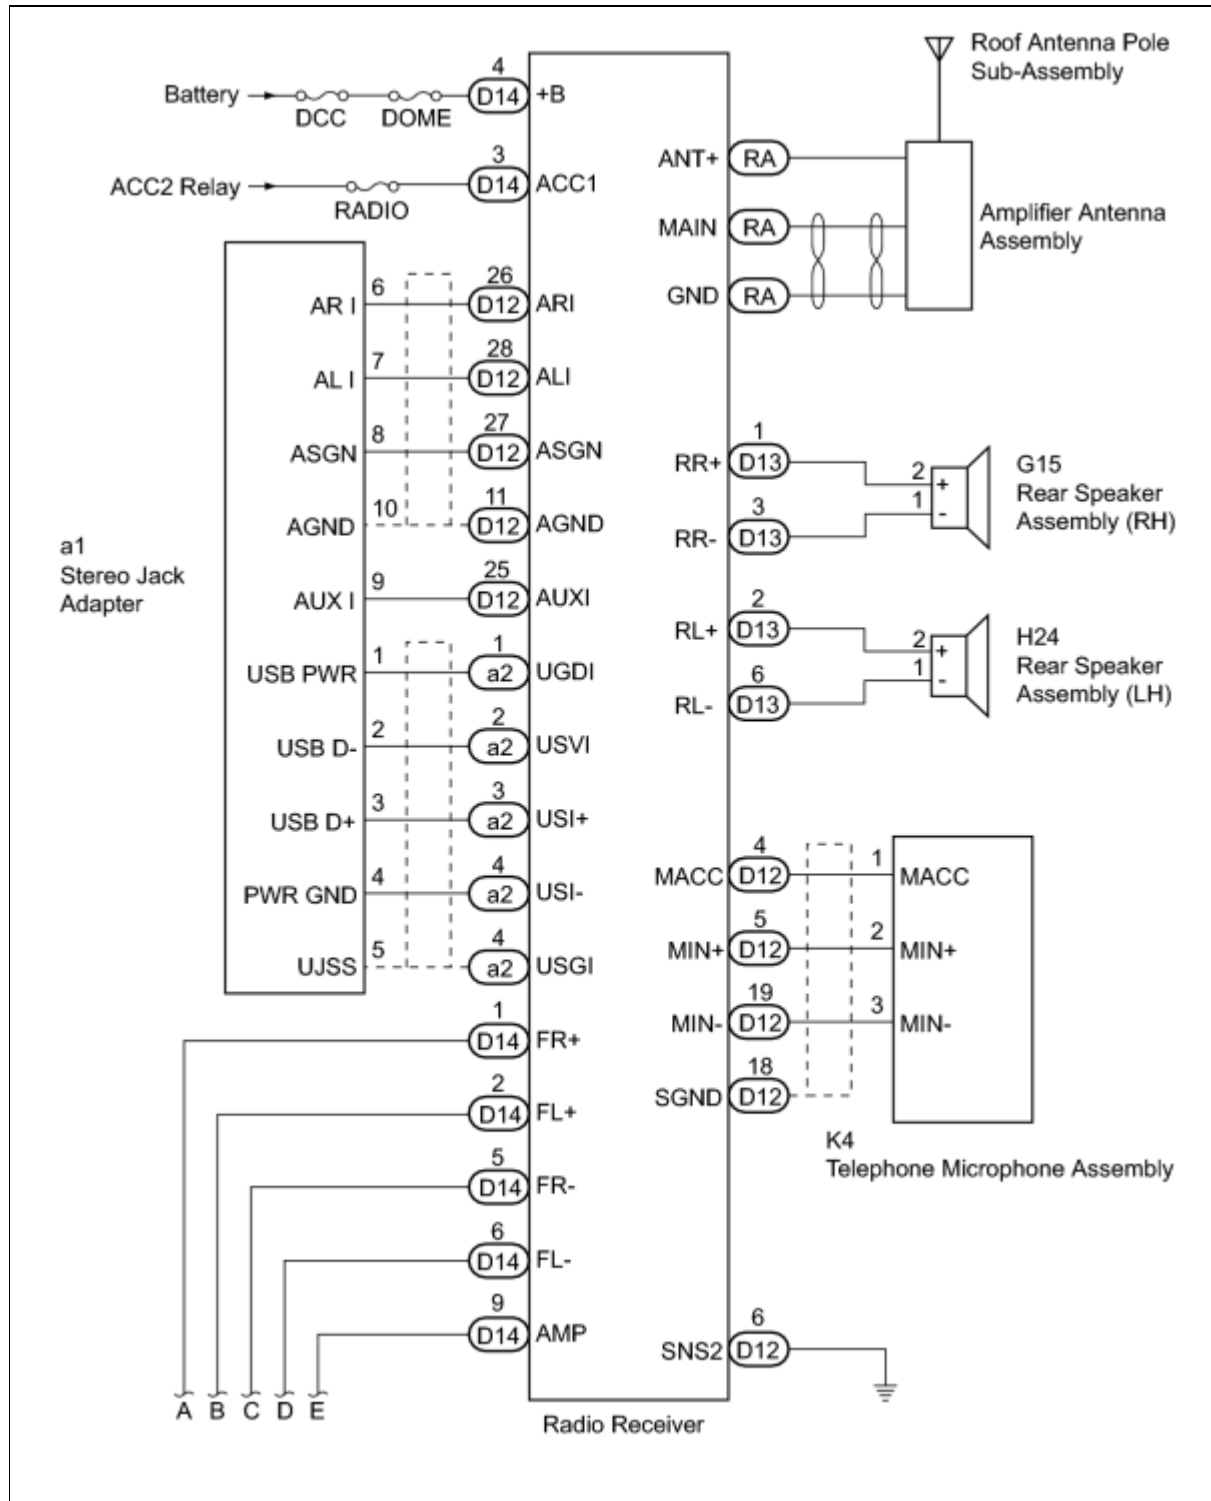 Roof Antenna Pole
Sub-Assembly
4
Battery
DCC
DOME
D14
+B
3
ACC2 Relay
RADIO
D14
ACC1
ANT+
RA
MAIN
RA
GND
RA
Amplifier Antenna
Assembly
a1
Stereo Jack
Adapter
AR I
6
26
D12
ARI
AL I
7
28
D12
ALI
ASGN
8
27
D12
ASGN
AGND
10
11
D12
AGND
AUX I
9
25
D12
AUXI
USB PWR
1
1
a2
UGDI
USB D-
2
2
a2
USVI
USB D+
3
3
a2
USI+
PWR GND
4
4
a2
USI-
UJSS
5
4
a2
USGI
1
D14
FR+
2
D14
FL+
5
D14
FR-
6
D14
FL-
9
D14
AMP
A
B
C
D
E
RR+
1
D13
2
+
RR-
3
D13
1
-
G15
Rear Speaker
Assembly (RH)
RL+
2
D13
2
+
RL-
6
D13
1
-
H24
Rear Speaker
Assembly (LH)
MACC
4
D12
1
MACC
MIN+
5
D12
2
MIN+
MIN-
19
D12
3
MIN-
SGND
18
D12
K4
Telephone Microphone Assembly
SNS2
6
D12
Radio Receiver